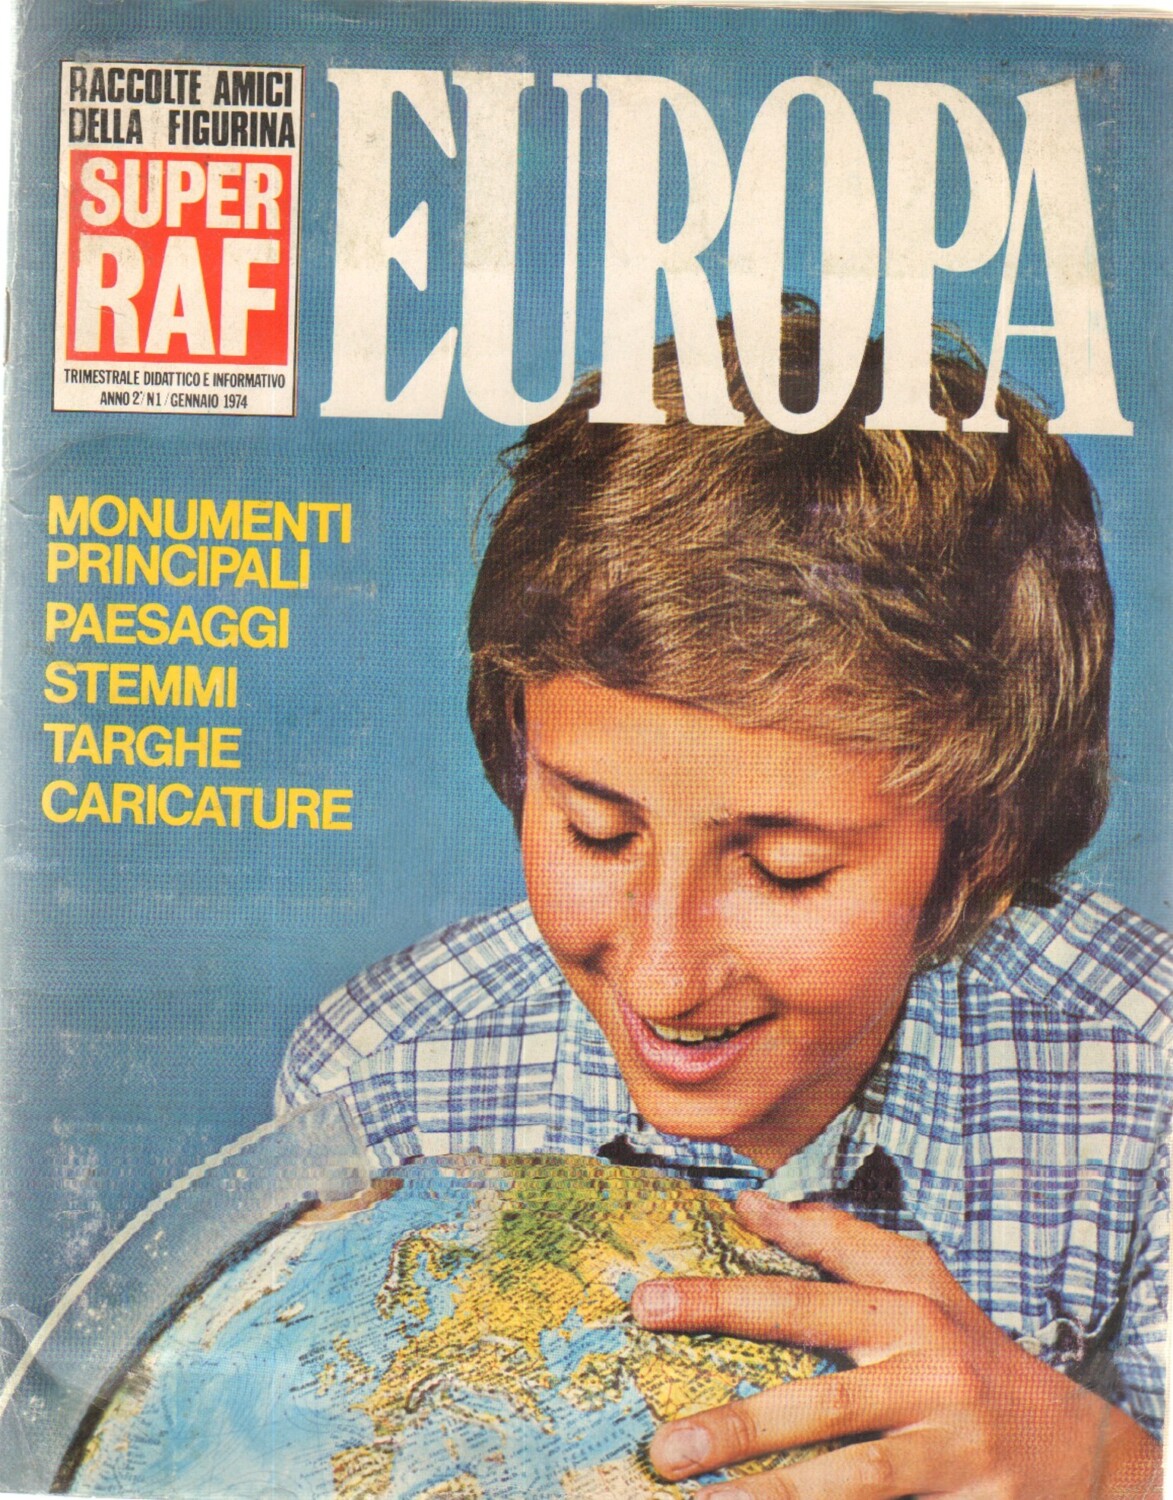 RACCOLTE AMICI
DELLA FIGURINA
SUPER
RAF
TRIMESTRALE DIDATTICO E INFORMATIVO
ANNO 2°/N1/GENNAIO 1974
EUROPA
MONUMENTI
PRINCIPALI
PAESAGGI
STEMMI
TARGHE
CARICATURE